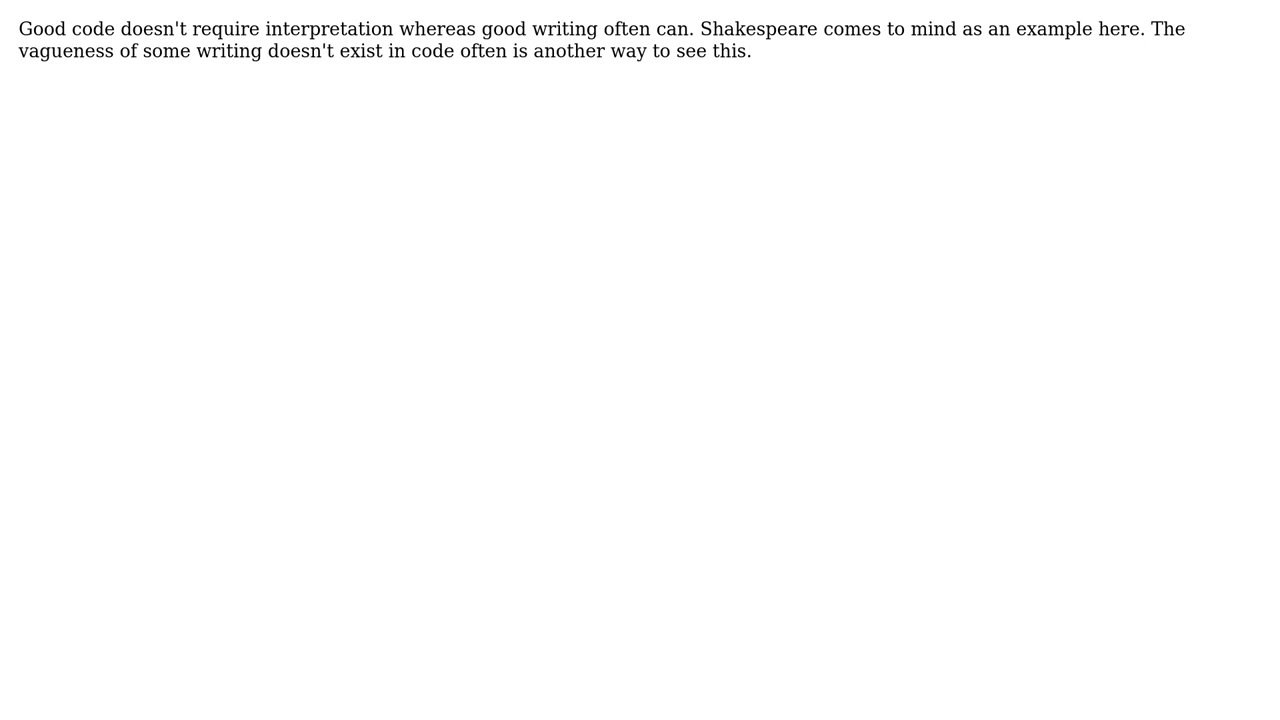 Good code doesn't require interpretation whereas good writing often can. Shakespeare comes to mind as an example here. The
vagueness of some writing doesn't exist in code often is another way to see this.